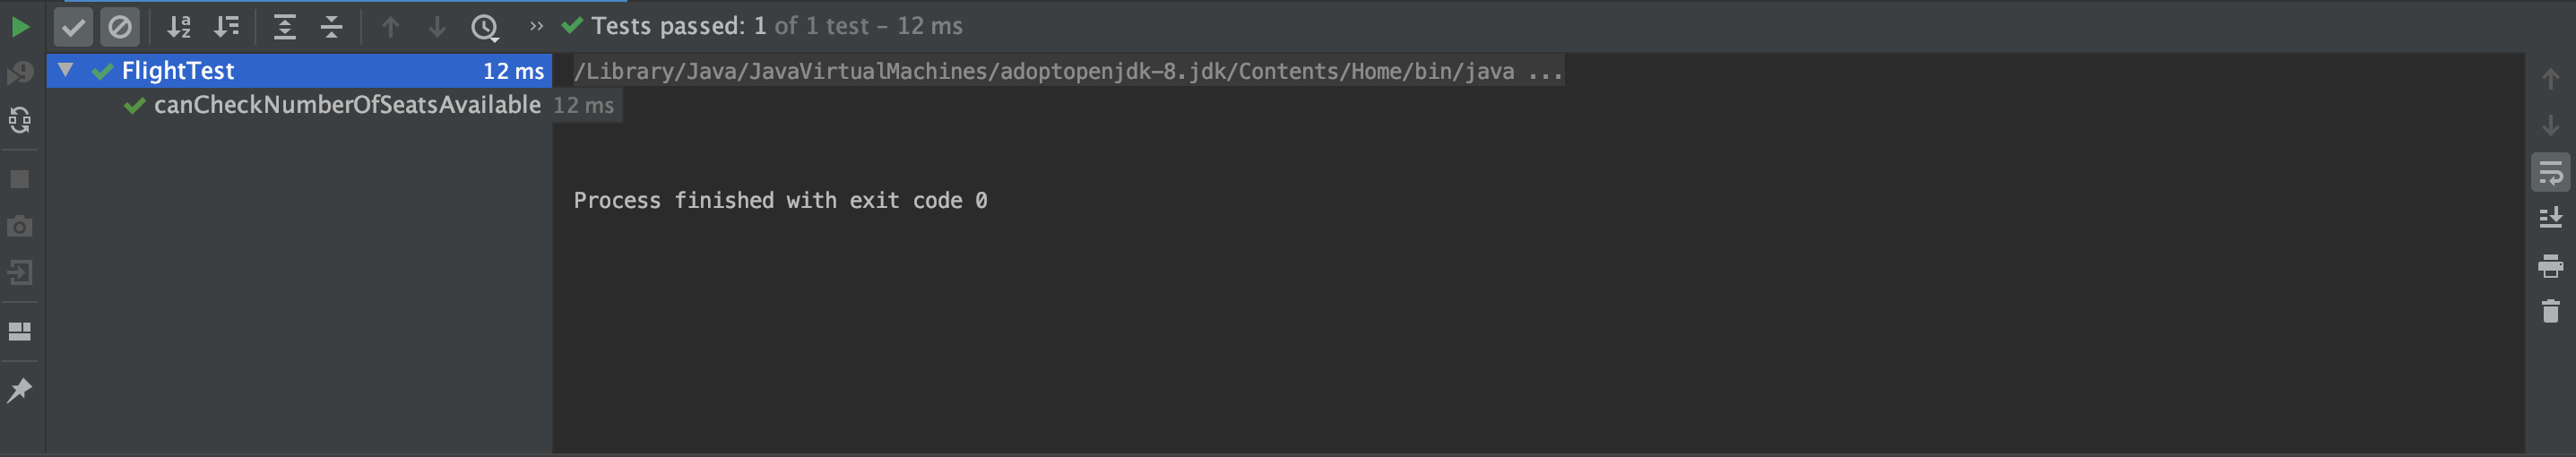 Tests passed: 1 of 1 test – 12 ms
FlightTest 12 ms
/Library/Java/JavaVirtualMachines/adoptopenjdk-8.jdk/Contents/Home/bin/java ...
canCheckNumberOfSeatsAvailable 12 ms
Process finished with exit code 0